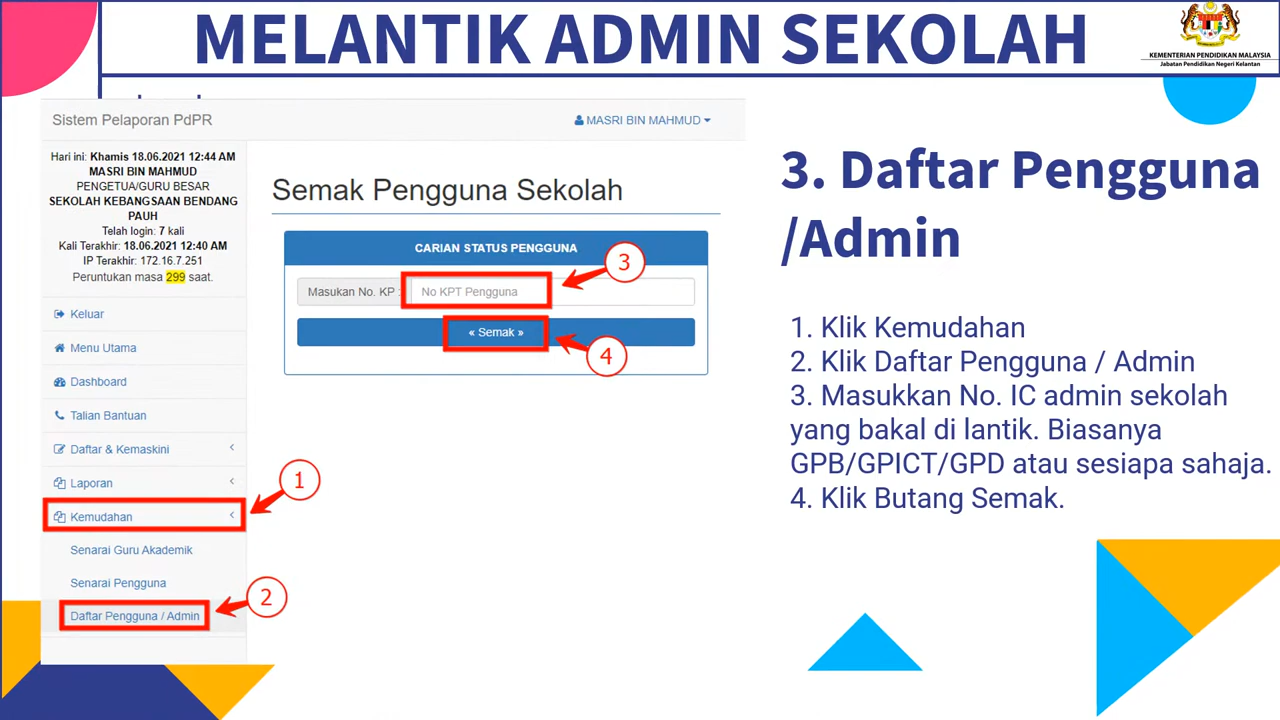 MELANTIK ADMIN SEKOLAH
KEMENTERIAN PENDIDIKAN MALAYSIA
Jabatan Pendidikan Negeri Kelantan
Sistem Pelaporan PdPR
MASRI BIN MAHMUD
Hari ini: Khamis 18.06.2021 12:44 AM
MASRI BIN MAHMUD
PENGETUA/GURU BESAR
SEKOLAH KEBANGSAAN BENDANG
PAUH
Telah login: 7 kali
Kali Terakhir: 18.06.2021 12:40 AM
IP Terakhir: 172.16.7.251
Peruntukan masa 299 saat.
Keluar
Menu Utama
Dashboard
Talian Bantuan
Daftar & Kemaskini
Laporan
Kemudahan
1
Senarai Guru Akademik
Senarai Pengguna
Daftar Pengguna / Admin
2
Semak Pengguna Sekolah
CARIAN STATUS PENGGUNA
3
Masukan No. KP : No KPT Pengguna
« Semak »
4
3. Daftar Pengguna
/Admin
1. Klik Kemudahan
2. Klik Daftar Pengguna / Admin
3. Masukkan No. IC admin sekolah
yang bakal di lantik. Biasanya
GPB/GPICT/GPD atau sesiapa sahaja.
4. Klik Butang Semak.